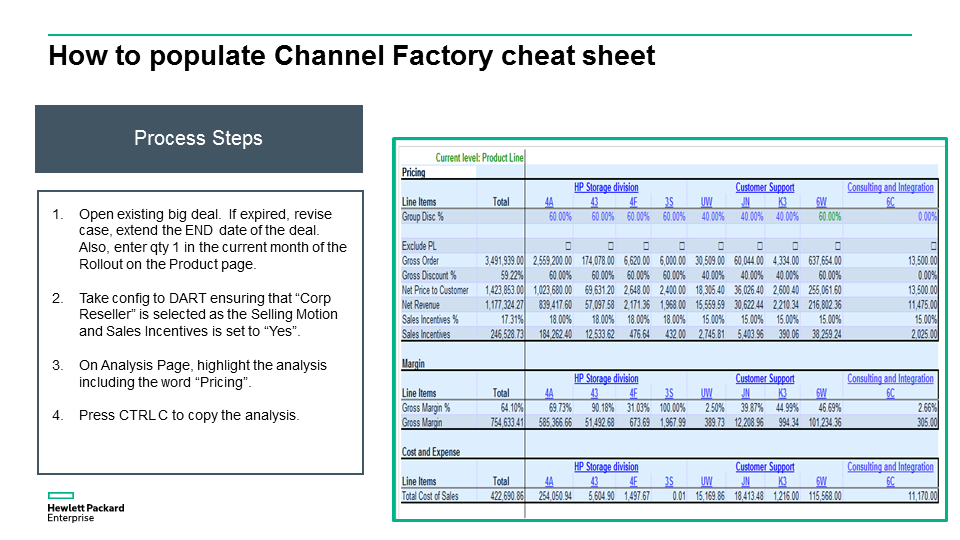 How to populate Channel Factory cheat sheet
Process Steps
1. Open existing big deal. If expired, revise
case, extend the END date of the deal.
Also, enter qty 1 in the current month of the
Rollout on the Product page.
2. Take config to DART ensuring that “Corp
Reseller” is selected as the Selling Motion
and Sales Incentives is set to “Yes”.
3. On Analysis Page, highlight the analysis
including the word “Pricing”.
4. Press CTRL C to copy the analysis.
Current level: Product Line
Pricing
HP Storage division Customer Support Consulting and Integration
Line Items Total 4A 43 4F 3S UW JN K3 6W 6C
Group Disc % 60.00% 60.00% 60.00% 60.00% 40.00% 40.00% 40.00% 60.00% 0.00%
Exclude PL
Gross Order 3,491,939.00 2,559,200.00 174,078.00 6,620.00 6,000.00 30,509.00 60,044.00 4,334.00 637,654.00 13,500.00
Gross Discount % 59.22% 60.00% 60.00% 60.00% 60.00% 40.00% 40.00% 40.00% 60.00% 0.00%
Net Price to Customer 1,423,853.00 1,023,680.00 69,631.20 2,648.00 2,400.00 18,305.40 36,026.40 2,600.40 255,061.60 13,500.00
Net Revenue 1,177,324.27 839,417.60 57,097.58 2,171.36 1,968.00 15,559.59 30,622.44 2,210.34 216,802.36 11,475.00
Sales Incentives % 17.31% 18.00% 18.00% 18.00% 18.00% 15.00% 15.00% 15.00% 15.00% 15.00%
Sales Incentives 246,528.73 184,262.40 12,533.62 476.64 432.00 2,745.81 5,403.96 390.06 38,259.24 2,025.00
Margin
HP Storage division Customer Support Consulting and Integration
Line Items Total 4A 43 4F 3S UW JN K3 6W 6C
Gross Margin % 64.10% 69.73% 90.18% 31.03% 100.00% 2.50% 39.87% 44.99% 46.69% 2.66%
Gross Margin 754,633.41 585,366.66 51,492.68 673.69 1,967.99 389.73 12,208.96 994.34 101,234.36 305.00
Cost and Expense
HP Storage division Customer Support Consulting and Integration
Line Items Total 4A 43 4F 3S UW JN K3 6W 6C
Total Cost of Sales 422,690.86 254,050.94 5,604.90 1,497.67 0.01 15,169.86 18,413.48 1,216.00 115,568.00 11,170.00
Hewlett Packard
Enterprise